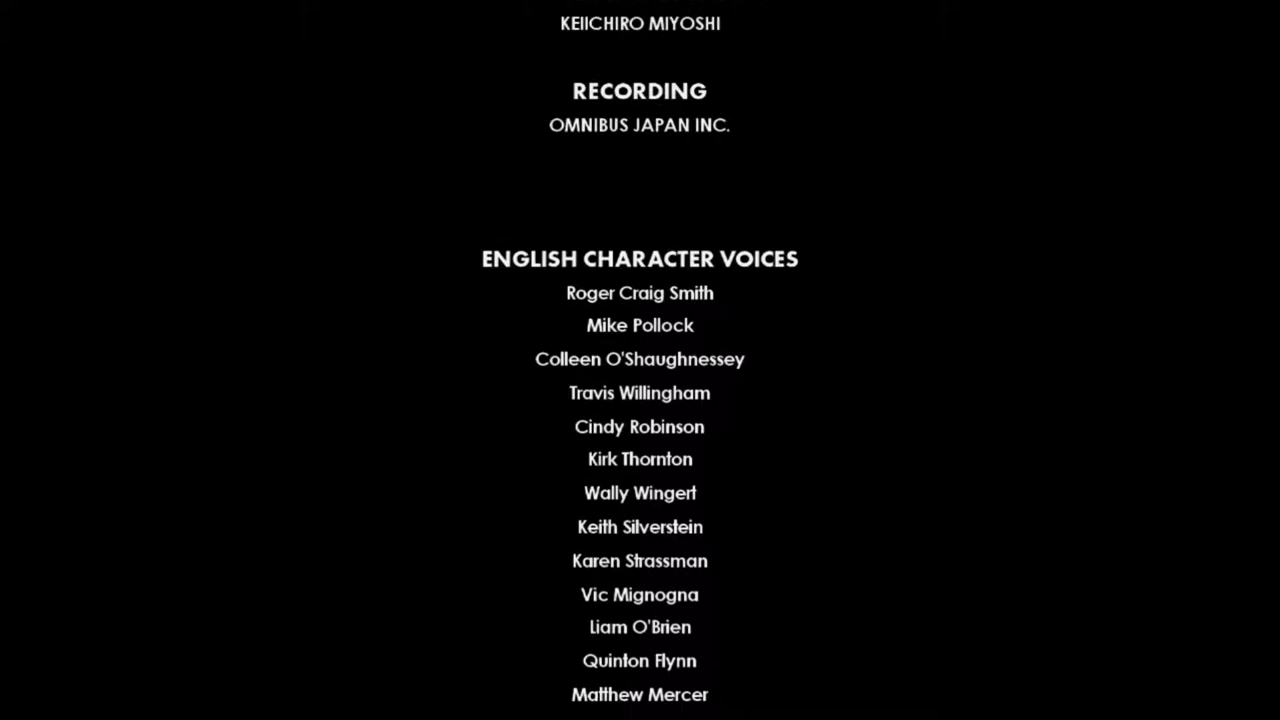 KEIICHIRO MIYOSHI
RECORDING
OMNIBUS JAPAN INC.
ENGLISH CHARACTER VOICES
Roger Craig Smith
Mike Pollock
Colleen O'Shaughnessey
Travis Willingham
Cindy Robinson
Kirk Thornton
Wally Wingert
Keith Silverstein
Karen Strassman
Vic Mignogna
Liam O'Brien
Quinton Flynn
Matthew Mercer